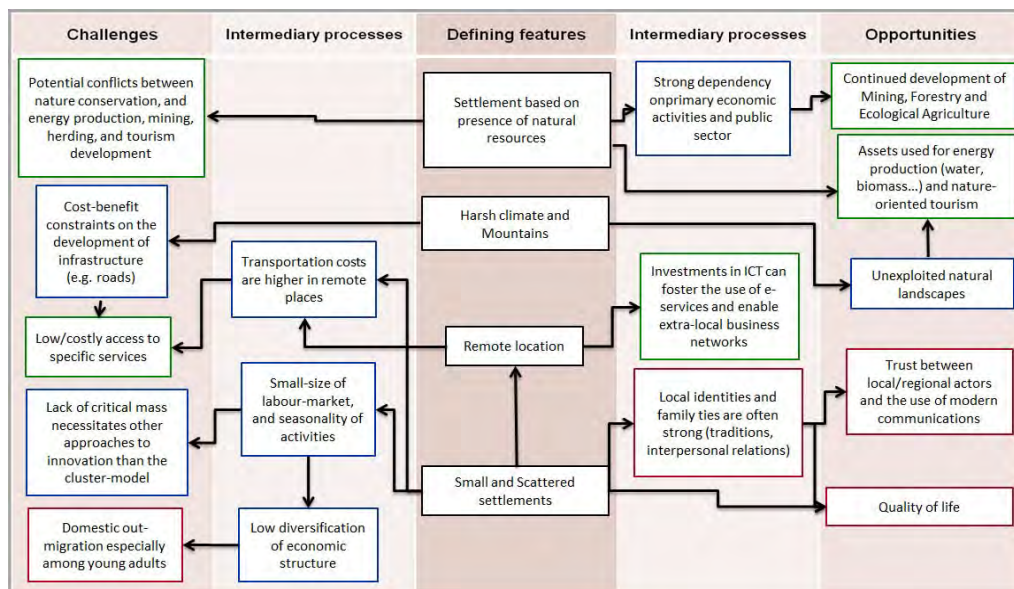 Challenges
Intermediary processes
Defining features
Intermediary processes
Opportunities
Potential conflicts between
nature conservation, and
energy production, mining,
herding, and tourism
development
Settlement based on
presence of natural
resources
Strong dependency
onprimary economic
activities and public
sector
Continued development of
Mining, Forestry and
Ecological Agriculture
Assets used for energy
production (water,
biomass...) and nature-
oriented tourism
Cost-benefit
constraints on the
development of
infrastructure
(e.g. roads)
Harsh climate and
Mountains
Transportation costs
are higher in remote
places
Investments in ICT can
foster the use of e-
services and enable
extra-local business
networks
Unexploited natural
landscapes
Low/costly access to
specific services
Remote location
Small-size of
labour-market,
and seasonality of
activities
Local identities and
family ties are often
strong (traditions,
interpersonal relations)
Trust between
local/regional actors
and the use of modern
communications
Lack of critical mass
necessitates other
approaches to
innovation than the
cluster-model
Small and Scattered
settlements
Quality of life
Domestic out-
migration especially
among young adults
Low diversification
of economic
structure